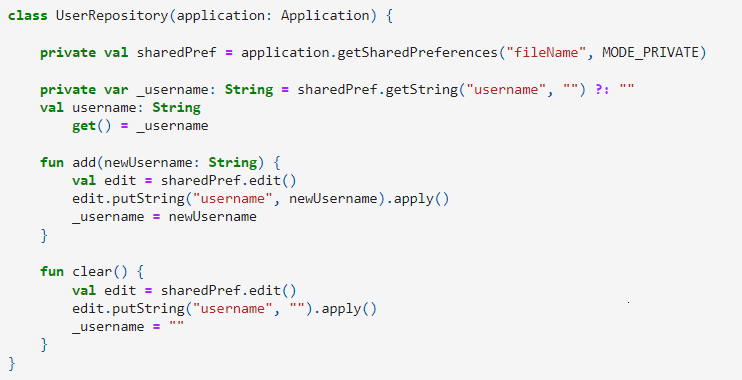 class UserRepository(application: Application) {
private val sharedPref = application.getSharedPreferences("fileName", MODE_PRIVATE)
private var _username: String = sharedPref.getString("username", "") ?: ""
val username: String
get() = _username
fun add(newUsername: String) {
val edit = sharedPref.edit()
edit.putString("username", newUsername).apply()
_username = newUsername
}
fun clear() {
val edit = sharedPref.edit()
edit.putString("username", "").apply()
_username = ""
}
}